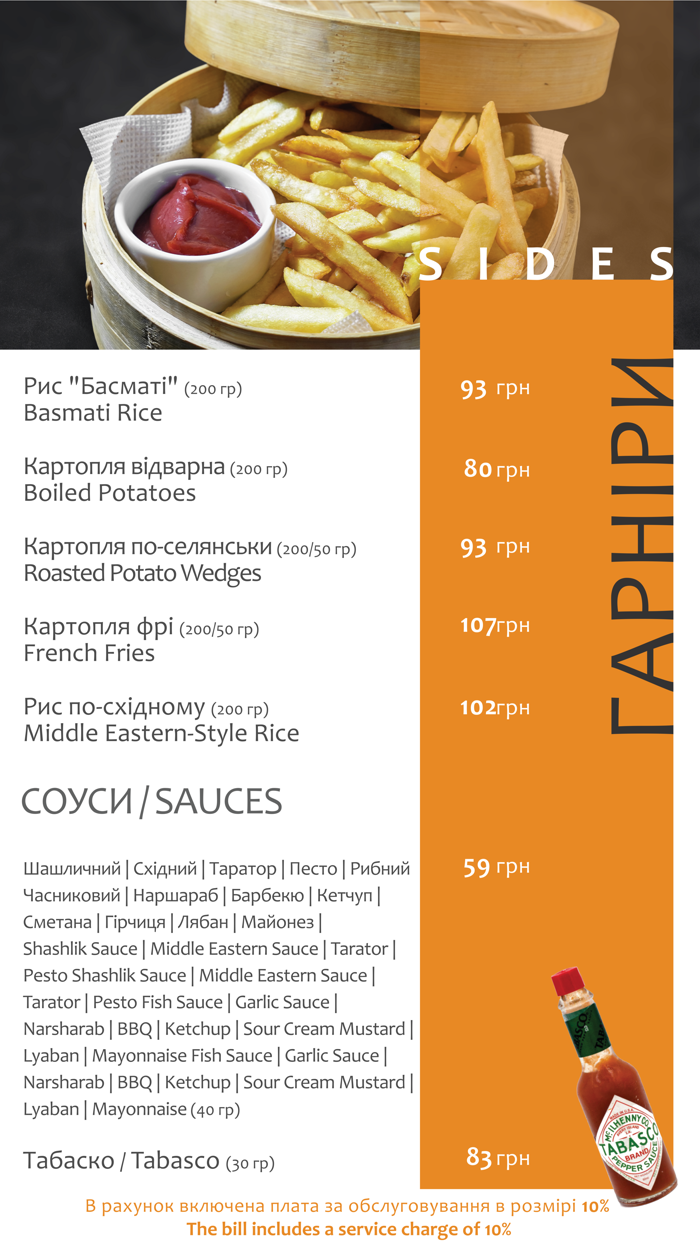 SIDES
ГАРНІРИ
Рис "Басматі" (200 гр) 93 грн
Basmati Rice
Картопля відварна (200 гр) 80 грн
Boiled Potatoes
Картопля по-селянськи (200/50 гр) 93 грн
Roasted Potato Wedges
Картопля фрі (200/50 гр) 107грн
French Fries
Рис по-східному (200 гр) 102грн
Middle Eastern-Style Rice
СОУСИ / SAUCES
Шашличний | Східний | Таратор | Песто | Рибний 59 грн
Часниковий | Наршараб | Барбекю | Кетчуп |
Сметана | Гірчиця | Лябан | Майонез |
Shashlik Sauce | Middle Eastern Sauce | Tarator |
Pesto Shashlik Sauce | Middle Eastern Sauce |
Tarator | Pesto Fish Sauce | Garlic Sauce |
Narsharab | BBQ | Ketchup | Sour Cream Mustard |
Lyaban | Mayonnaise Fish Sauce | Garlic Sauce |
Narsharab | BBQ | Ketchup | Sour Cream Mustard |
Lyaban | Mayonnaise (40 гр)
Табаско / Tabasco (30 гр) 83 грн
McILHENNY CO.
TABASCO
BRAND
PEPPER SAUCE
В рахунок включена плата за обслуговування в розмірі 10%
The bill includes a service charge of 10%